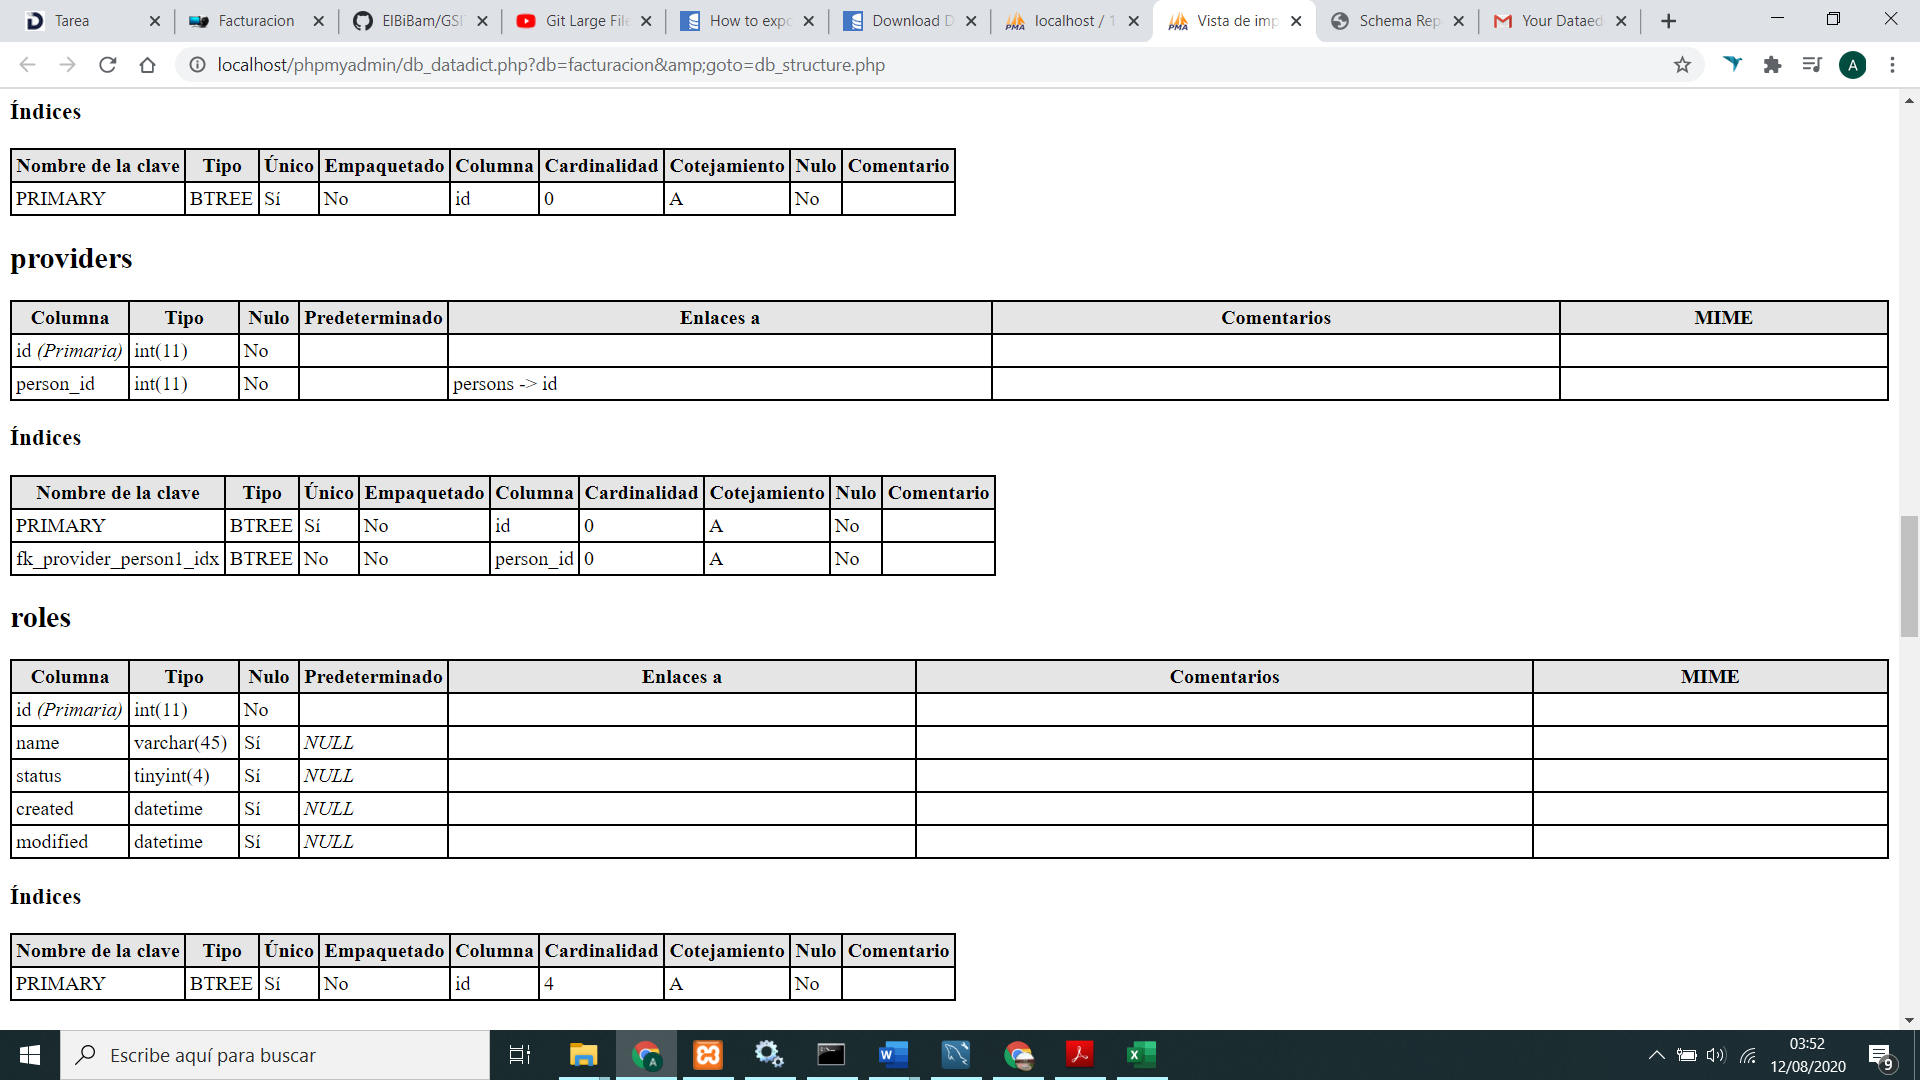 Tarea
Facturacion
ElBiBam/GSI
Git Large File
How to expo
Download D
localhost / 1
Vista de imp
Schema Rep
Your Dataed
localhost/phpmyadmin/db_datadict.php?db=facturacion&amp;goto=db_structure.php
A
Índices
Nombre de la clave Tipo Único Empaquetado Columna Cardinalidad Cotejamiento Nulo Comentario
PRIMARY BTREE Sí No id 0 A No
providers
Columna Tipo Nulo Predeterminado Enlaces a Comentarios MIME
id (Primaria) int(11) No
person_id int(11) No persons -> id
Índices
Nombre de la clave Tipo Único Empaquetado Columna Cardinalidad Cotejamiento Nulo Comentario
PRIMARY BTREE Sí No id 0 A No
fk_provider_person1_idx BTREE No No person_id 0 A No
roles
Columna Tipo Nulo Predeterminado Enlaces a Comentarios MIME
id (Primaria) int(11) No
name varchar(45) Sí NULL
status tinyint(4) Sí NULL
created datetime Sí NULL
modified datetime Sí NULL
Índices
Nombre de la clave Tipo Único Empaquetado Columna Cardinalidad Cotejamiento Nulo Comentario
PRIMARY BTREE Sí No id 4 A No
Escribe aquí para buscar
03:52
12/08/2020
9